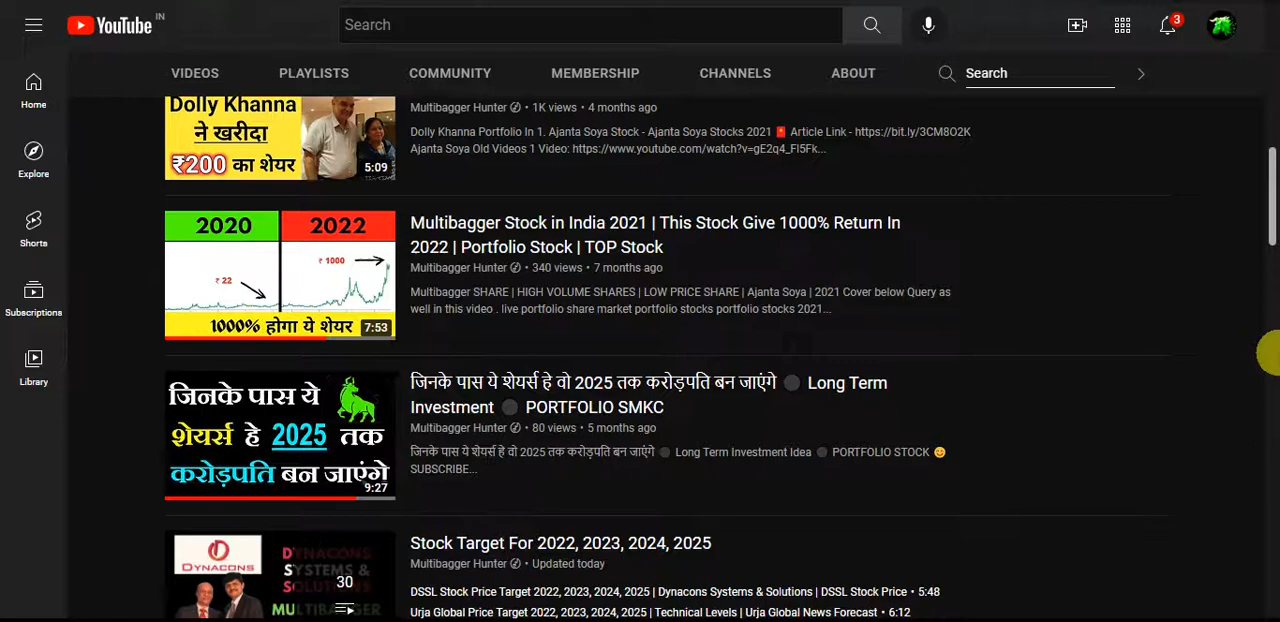 YouTube IN
Search
3
VIDEOS PLAYLISTS COMMUNITY MEMBERSHIP CHANNELS ABOUT Search
Home
Explore
Shorts
Subscriptions
Library
Dolly Khanna
ने खरीदा
₹200 का शेयर
5:09
Multibagger Hunter • 1K views • 4 months ago
Dolly Khanna Portfolio In 1. Ajanta Soya Stock - Ajanta Soya Stocks 2021 🧧 Article Link - https://bit.ly/3CM8O2K
Ajanta Soya Old Videos 1 Video: https://www.youtube.com/watch?v=gE2q4_Fl5Fk...
2020 2022
₹ 1000
₹ 22
1000% होगा ये शेयर 7:53
Multibagger Stock in India 2021 | This Stock Give 1000% Return In
2022 | Portfolio Stock | TOP Stock
Multibagger Hunter • 340 views • 7 months ago
Multibagger SHARE | HIGH VOLUME SHARES | LOW PRICE SHARE | Ajanta Soya | 2021 Cover below Query as
well in this video . live portfolio share market portfolio stocks portfolio stocks 2021...
जिनके पास ये
शेयर्स हे 2025 तक
करोड़पति बन जाएंगे
9:27
जिनके पास ये शेयर्स हे वो 2025 तक करोड़पति बन जाएंगे ⚫ Long Term
Investment ⚫ PORTFOLIO SMKC
Multibagger Hunter • 80 views • 5 months ago
जिनके पास ये शेयर्स हे वो 2025 तक करोड़पति बन जाएंगे ⚫ Long Term Investment Idea ⚫ PORTFOLIO STOCK 😊
SUBSCRIBE...
DYNACONS
DYNACONS
SYSTEMS &
SOLUTIONS
MULTIBAGGER
30
Stock Target For 2022, 2023, 2024, 2025
Multibagger Hunter • Updated today
DSSL Stock Price Target 2022, 2023, 2024, 2025 | Dynacons Systems & Solutions | DSSL Stock Price • 5:48
Urja Global Price Target 2022, 2023, 2024, 2025 | Technical Levels | Urja Global News Forecast • 6:12